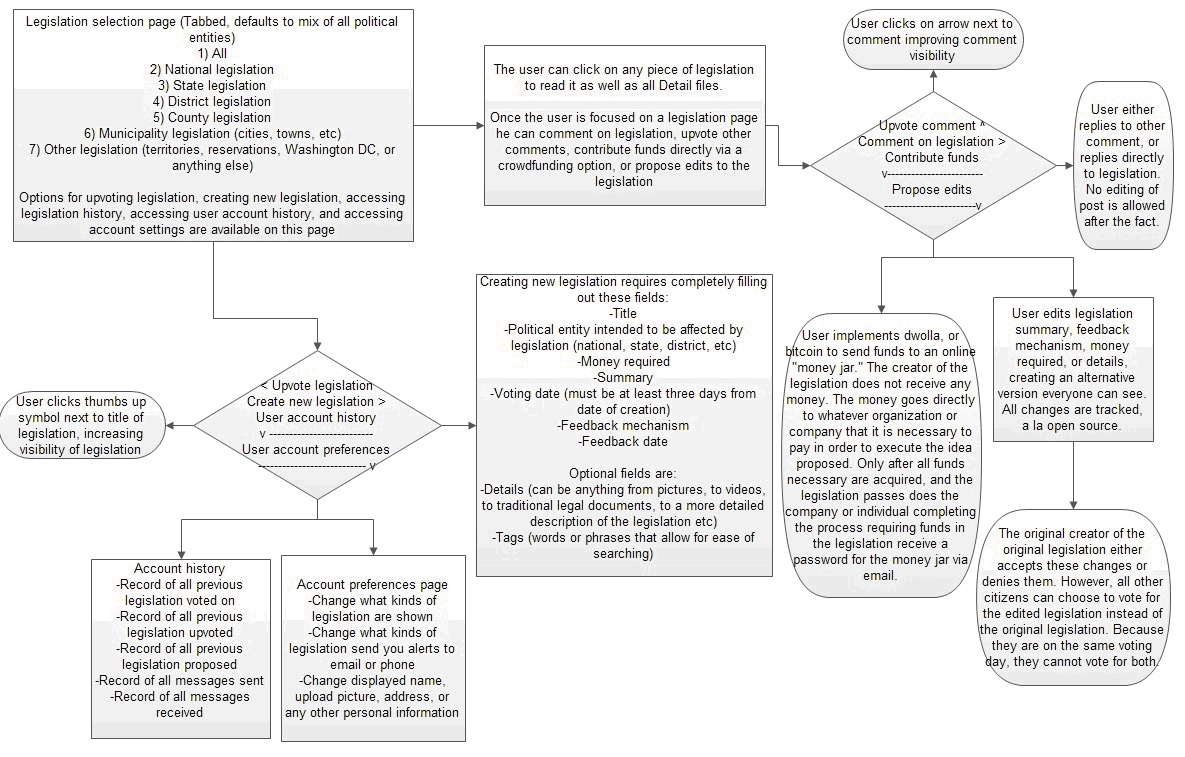 Legislation selection page (Tabbed, defaults to mix of all political
entities)
1) All
2) National legislation
3) State legislation
4) District legislation
5) County legislation
6) Municipality legislation (cities, towns, etc)
7) Other legislation (territories, reservations, Washington DC, or
anything else)
Options for upvoting legislation, creating new legislation, accessing
legislation history, accessing user account history, and accessing
account settings are available on this page
The user can click on any piece of legislation
to read it as well as all Detail files.
Once the user is focused on a legislation page
he can comment on legislation, upvote other
comments, contribute funds directly via a
crowdfunding option, or propose edits to the
legislation
User clicks on arrow next to
comment improving comment
visibility
Upvote comment ^
Comment on legislation >
Contribute funds
v------------------------
Propose edits
-----------------------v
User either
replies to other
comment, or
replies directly
to legislation.
No editing of
post is allowed
after the fact.
User clicks thumbs up
symbol next to title of
legislation, increasing
visibility of legislation
< Upvote legislation
Create new legislation >
User account history
v --------------------------
User account preferences
--------------------------- v
Creating new legislation requires completely filling
out these fields:
-Title
-Political entity intended to be affected by
legislation (national, state, district, etc)
-Money required
-Summary
-Voting date (must be at least three days from
date of creation)
-Feedback mechanism
-Feedback date
Optional fields are:
-Details (can be anything from pictures, to videos,
to traditional legal documents, to a more detailed
description of the legislation etc)
-Tags (words or phrases that allow for ease of
searching)
User implements dwolla, or
bitcoin to send funds to an online
"money jar." The creator of the
legislation does not receive any
money. The money goes directly
to whatever organization or
company that it is necessary to
pay in order to execute the idea
proposed. Only after all funds
necessary are acquired, and the
legislation passes does the
company or individual completing
the process requiring funds in
the legislation receive a
password for the money jar via
email.
User edits legislation
summary, feedback
mechanism, money
required, or details,
creating an alternative
version everyone can see.
All changes are tracked,
a la open source.
The original creator of the
original legislation either
accepts these changes or
denies them. However, all other
citizens can choose to vote for
the edited legislation instead of
the original legislation. Because
they are on the same voting
day, they cannot vote for both.
Account history
-Record of all previous
legislation voted on
-Record of all previous
legislation upvoted
-Record of all previous
legislation proposed
-Record of all messages sent
-Record of all messages
received
Account preferences page
-Change what kinds of
legislation are shown
-Change what kinds of
legislation send you alerts to
email or phone
-Change displayed name,
upload picture, address, or
any other personal information